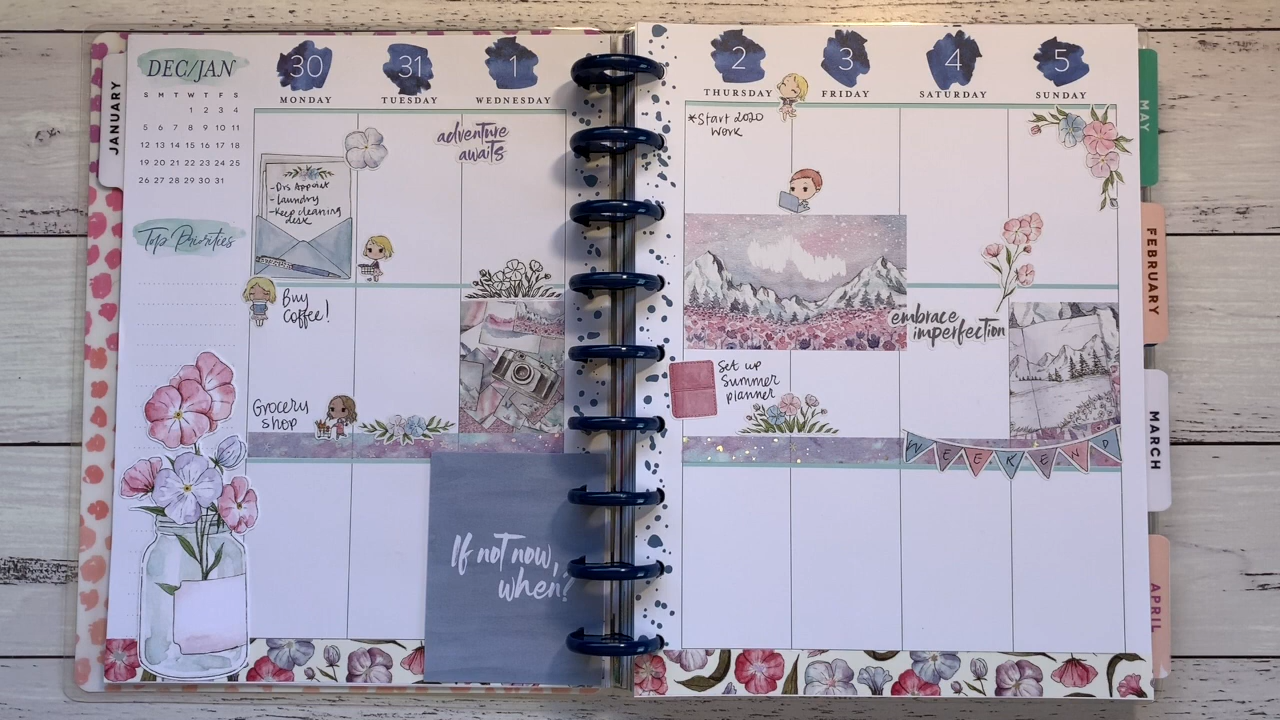 DEC/JAN
S M T W T F S
1 2 3 4
5 6 7 8 9 10 11
12 13 14 15 16 17 18
19 20 21 22 23 24 25
26 27 28 29 30 31
Top Priorities
JANUARY
30
MONDAY
31
TUESDAY
1
WEDNESDAY
- Drs Appoint
- laundry
- Keep cleaning
desk
adventure
awaits
Buy
Coffee!
Grocery
shop
If not now,
when?
2
THURSDAY
3
FRIDAY
4
SATURDAY
5
SUNDAY
*Start 2020
work
embrace
imperfection
Set up
Summer
planner
WEEKEND
MAY
FEBRUARY
MARCH
APRIL